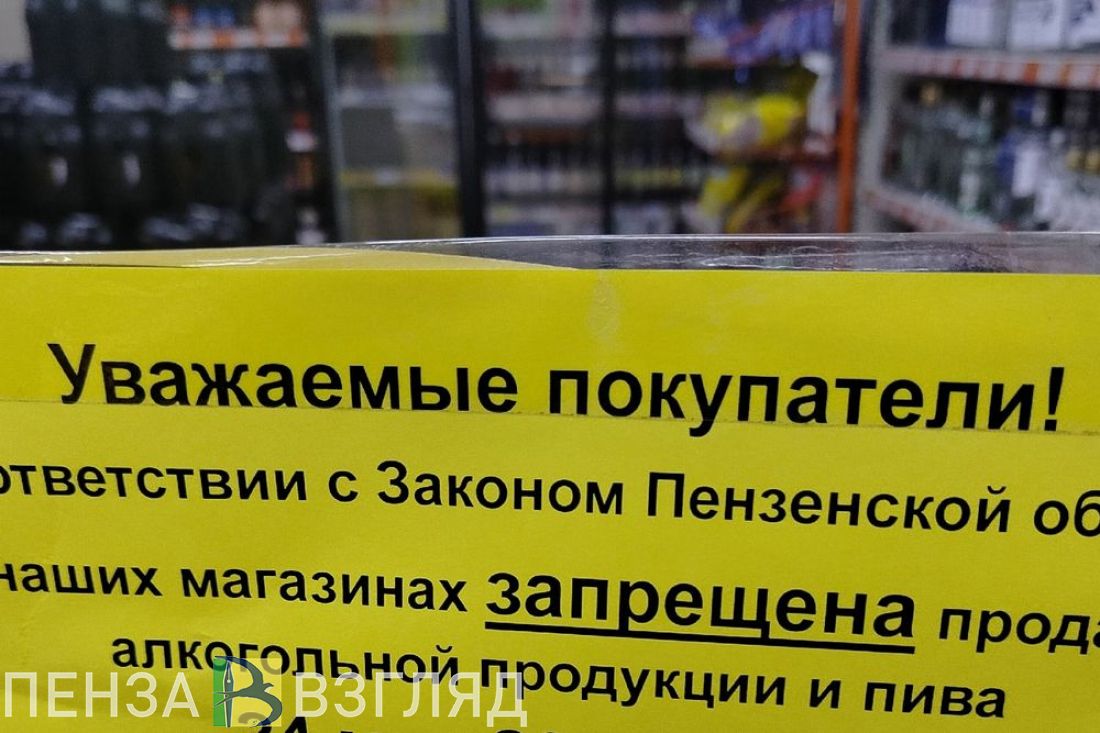 Уважаемые покупатели!
ответствии с Законом Пензенской об
наших магазинах запрещена прода
алкогольной продукции и пива
ПЕНЗА ВЗГЛЯД